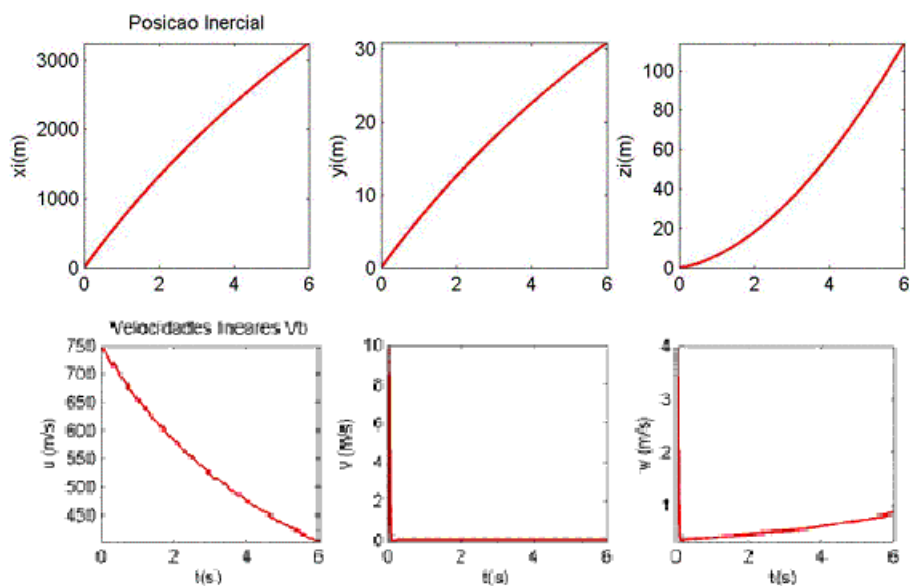 Posicao Inercial
3000
2000
1000
0
xi(m)
0 2 4 6
30
20
10
0
yi(m)
0 2 4 6
100
80
60
40
20
0
zi(m)
0 2 4 6
Velocidades lineares Vb
750
700
650
600
550
500
450
u (m/s)
0 2 4 6
t(s)
10
8
6
4
2
0
v (m/s)
0 2 4 6
t(s)
4
3
2
1
w (m/s)
0 2 4 6
t(s)